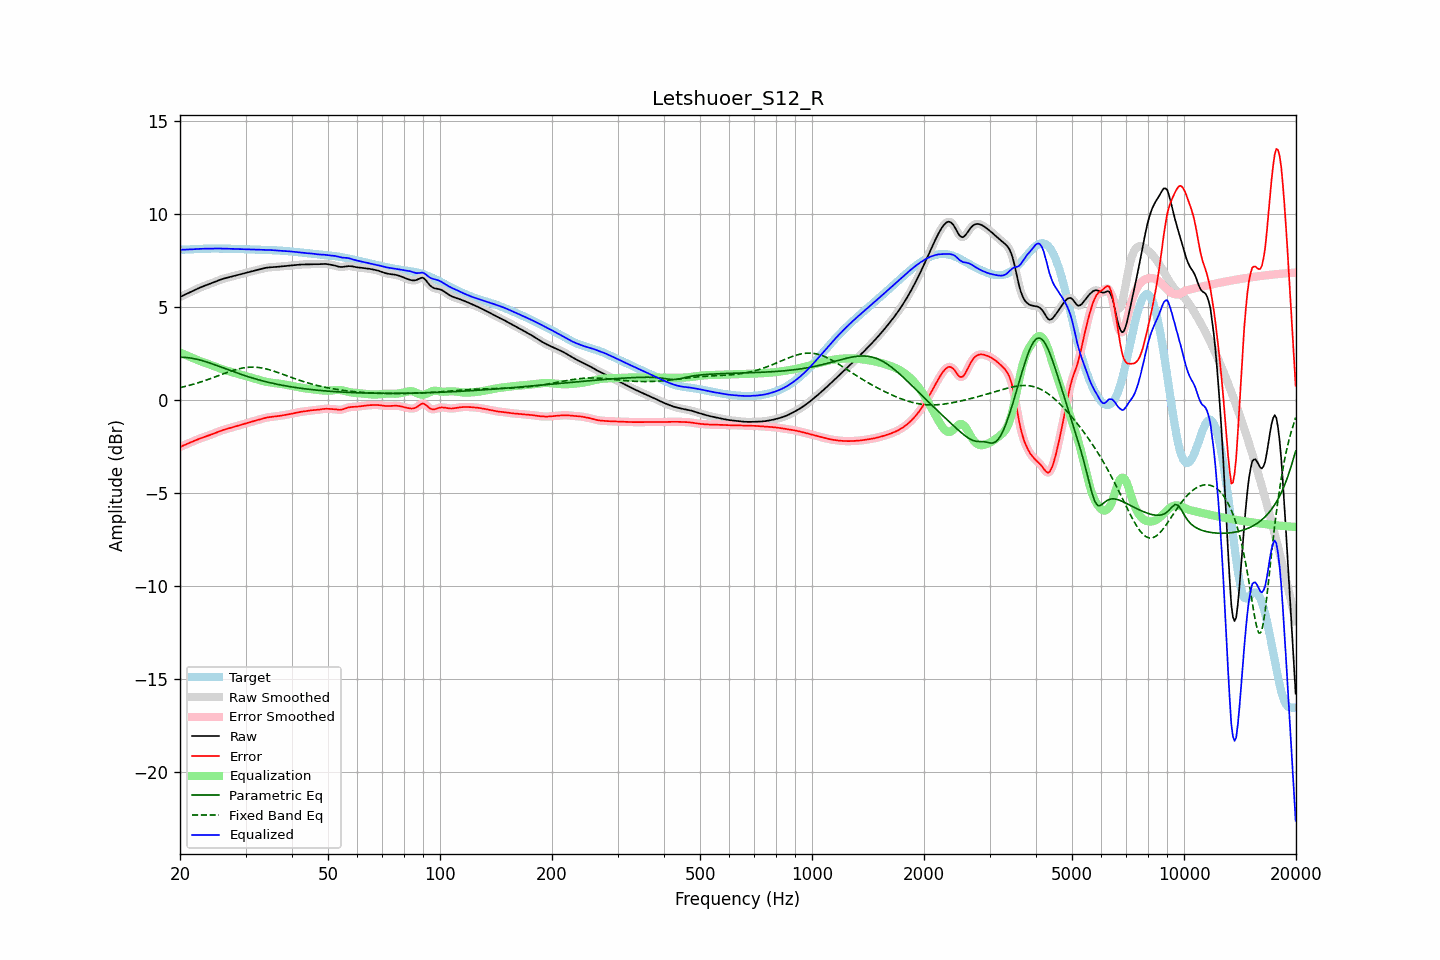 Letshuoer_S12_R
15
10
5
0
−5
−10
−15
−20
Amplitude (dBr)
Target
Raw Smoothed
Error Smoothed
Raw
Error
Equalization
Parametric Eq
Fixed Band Eq
Equalized
20 50 100 200 500 1000 2000 5000 10000 20000
Frequency (Hz)